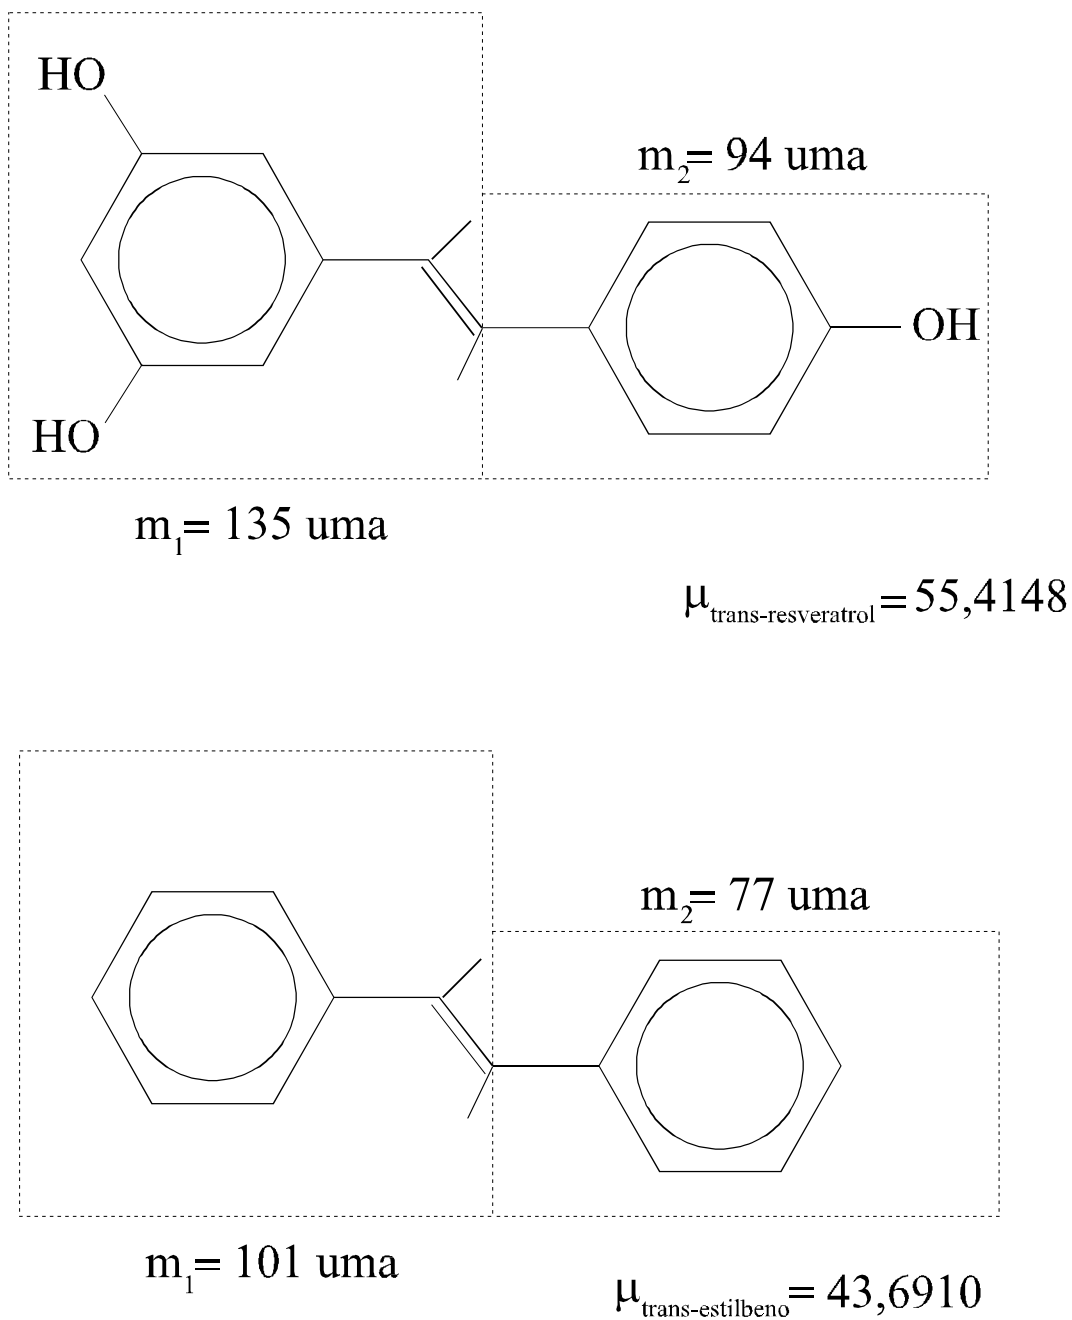 HO
m₂= 94 uma
OH
HO
m₁= 135 uma
μtrans-resveratrol = 55,4148
m₂= 77 uma
m₁= 101 uma
μtrans-estilbeno = 43,6910